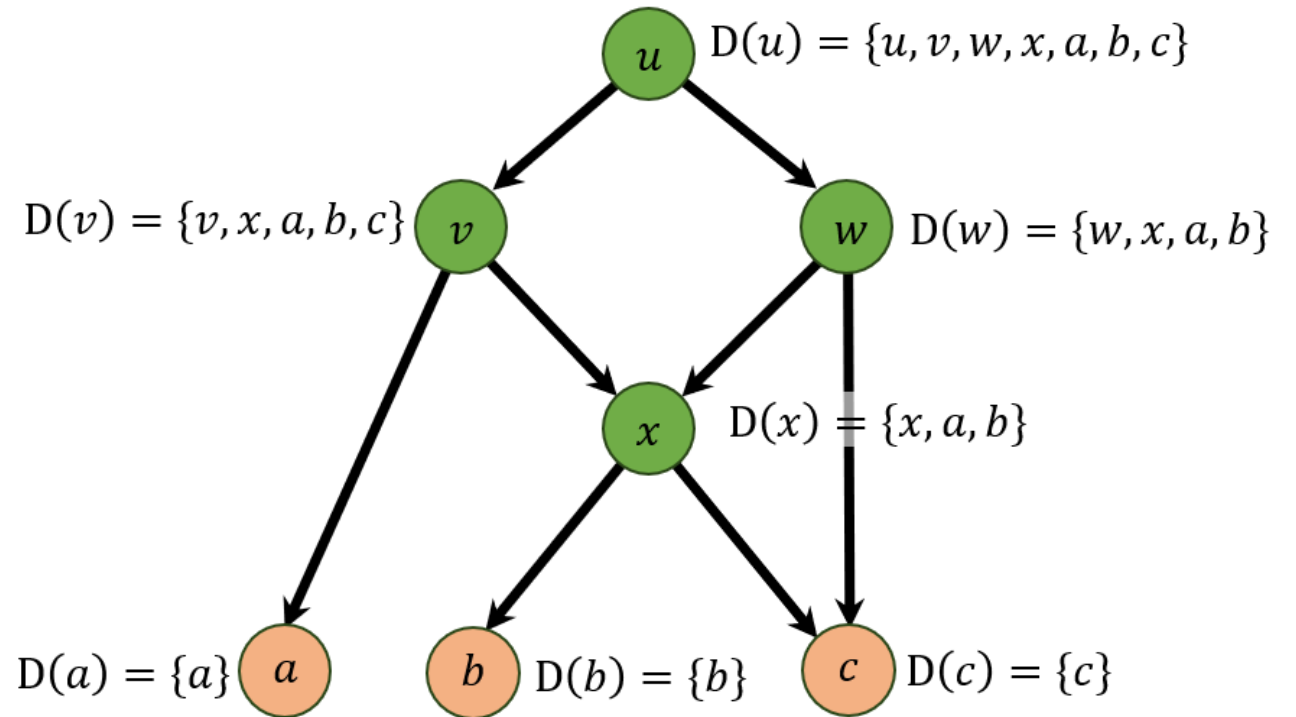 u D(u) = {u, v, w, x, a, b, c}
D(v) = {v, x, a, b, c} v w D(w) = {w, x, a, b}
x D(x) = {x, a, b}
D(a) = {a} a b D(b) = {b} c D(c) = {c}